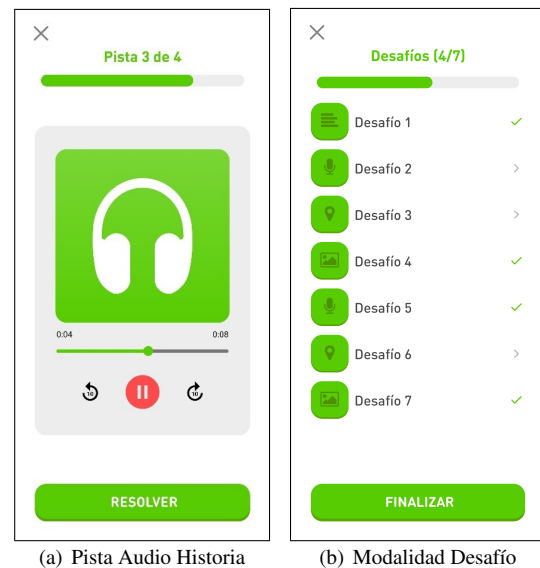 Pista 3 de 4
0:04
0:08
10
10
RESOLVER
(a) Pista Audio Historia
Desafíos (4/7)
Desafío 1
Desafío 2
Desafío 3
Desafío 4
Desafío 5
Desafío 6
Desafío 7
FINALIZAR
(b) Modalidad Desafío